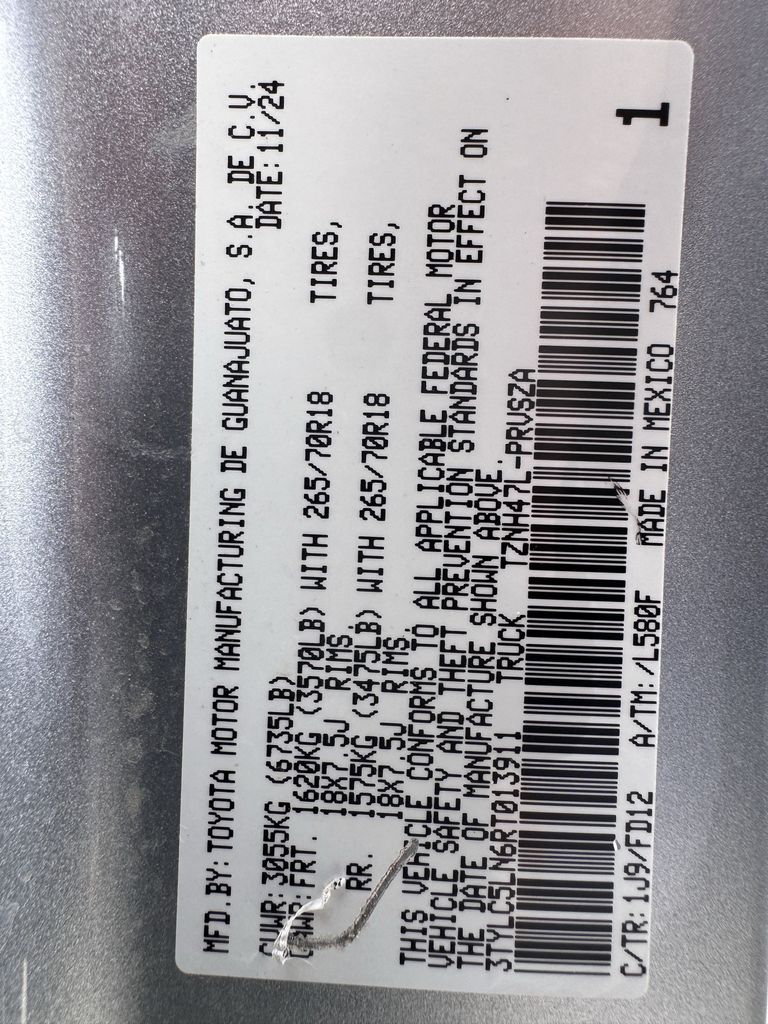 MFD.BY: TOYOTA MOTOR MANUFACTURING DE GUANAJUATO, S.A. DE C.V.
DATE: 11/24
GVWR: 3055KG (6735LB)
GAWR: FRT. 1620KG (3570LB) WITH 265/70R18 TIRES,
18X7.5J RIMS.
RR. 1575KG (3475LB) WITH 265/70R18 TIRES,
18X7.5J RIMS.
THIS VEHICLE CONFORMS TO ALL APPLICABLE FEDERAL MOTOR
VEHICLE SAFETY AND THEFT PREVENTION STANDARDS IN EFFECT ON
THE DATE OF MANUFACTURE SHOWN ABOVE.
3TYLC5LN6RT013911 TRUCK TZNH47L-PRVSZA
1
C/TR: 1J9/FD12 A/TM: /L580F MADE IN MEXICO 764